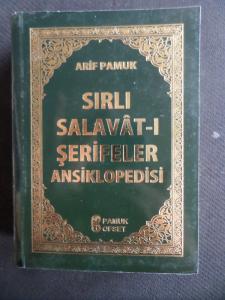 ARİF PAMUK
SIRLI
SALAVÂT-I
ŞERİFELER
ANSİKLOPEDİSİ
PAMUK
OFSET